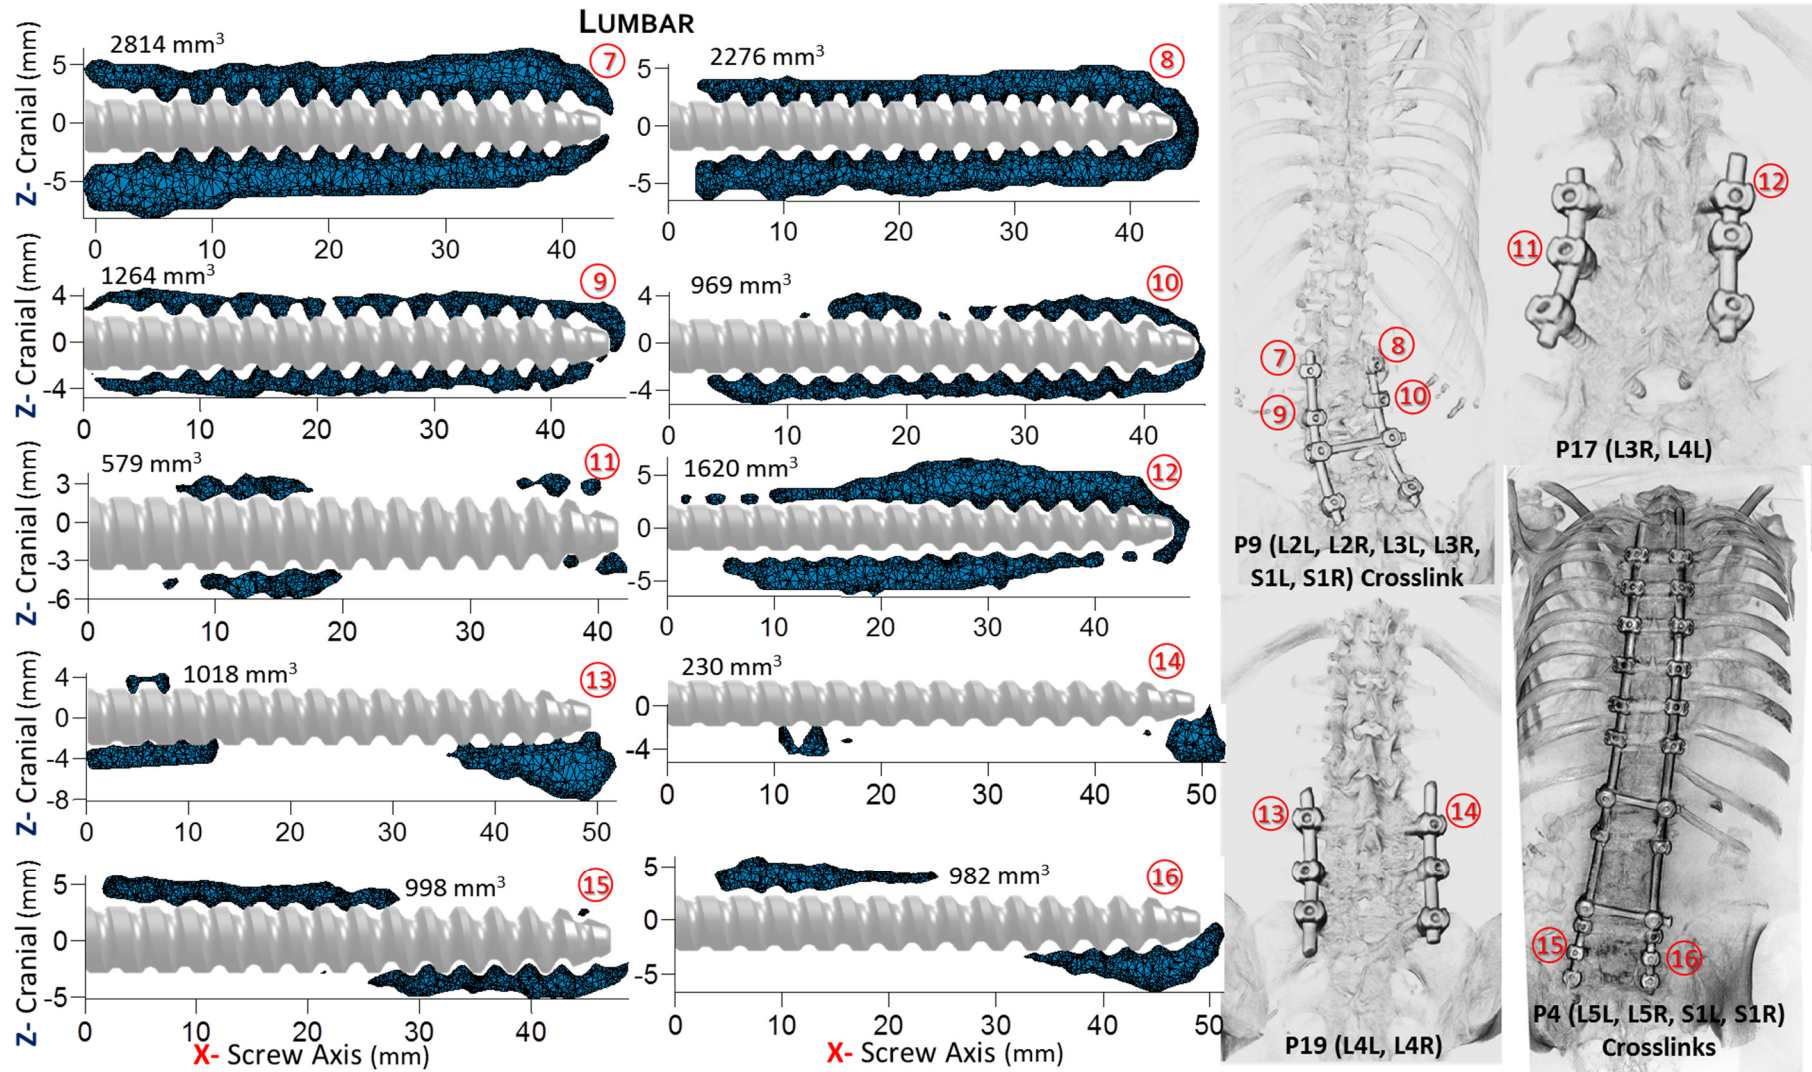 LUMBAR
Z- Cranial (mm)
2814 mm³
7
5
0
-5
0 10 20 30 40
2276 mm³
8
5
0
-5
0 10 20 30 40
Z- Cranial (mm)
1264 mm³
9
4
0
-4
0 10 20 30 40
969 mm³
10
4
0
-4
0 10 20 30 40
Z- Cranial (mm)
579 mm³
11
3
0
-3
-6
0 10 20 30 40
1620 mm³
12
5
0
-5
0 10 20 30 40
Z- Cranial (mm)
1018 mm³
13
4
0
-4
-8
0 10 20 30 40 50
230 mm³
14
0
-4
0 10 20 30 40 50
Z- Cranial (mm)
998 mm³
15
5
0
-5
0 10 20 30 40
X- Screw Axis (mm)
982 mm³
16
5
0
-5
0 10 20 30 40 50
X- Screw Axis (mm)
7
8
9
10
P9 (L2L, L2R, L3L, L3R,
S1L, S1R) Crosslink
11
12
P17 (L3R, L4L)
13
14
P19 (L4L, L4R)
15
16
P4 (L5L, L5R, S1L, S1R)
Crosslinks